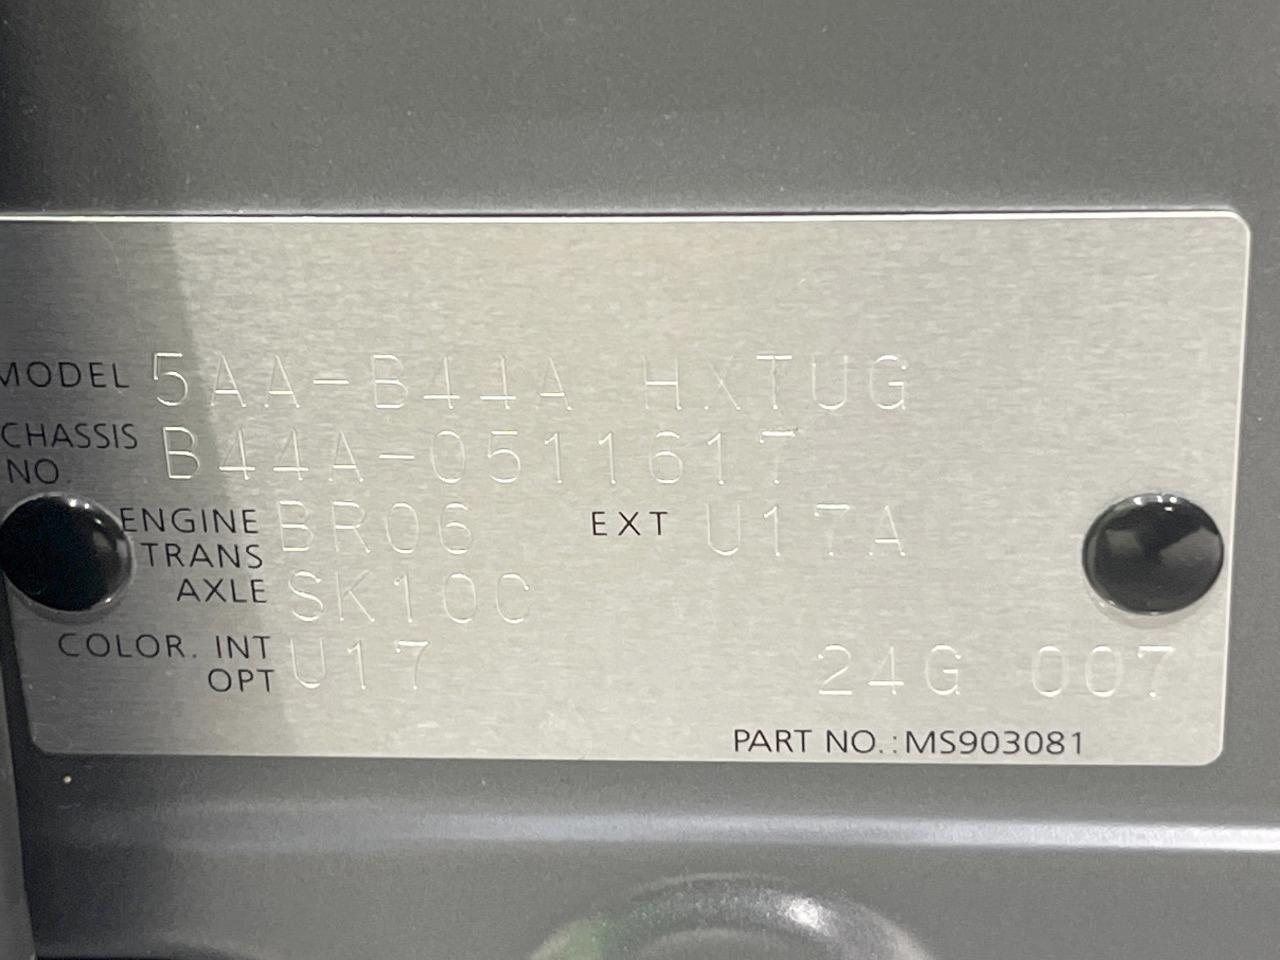 MODEL 5AA-B44A HXTUG
CHASSIS NO. B44A-0511617
ENGINE BR06 EXT U17A
TRANS AXLE SK10C
COLOR. INT U17
OPT 24G 007
PART NO.:MS903081